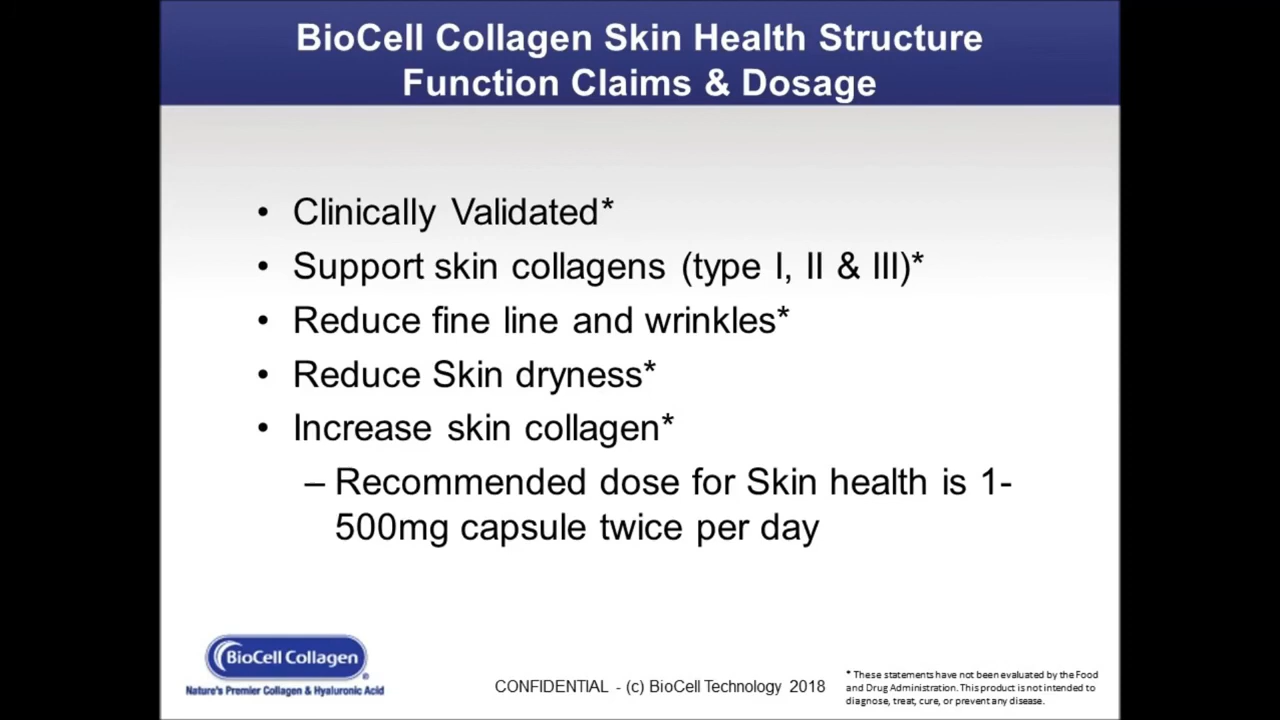 BioCell Collagen Skin Health Structure
Function Claims & Dosage
• Clinically Validated*
• Support skin collagens (type I, II & III)*
• Reduce fine line and wrinkles*
• Reduce Skin dryness*
• Increase skin collagen*
– Recommended dose for Skin health is 1-
500mg capsule twice per day
BioCell Collagen®
Nature's Premier Collagen & Hyaluronic Acid
CONFIDENTIAL - (c) BioCell Technology 2018
* These statements have not been evaluated by the Food
and Drug Administration. This product is not intended to
diagnose, treat, cure, or prevent any disease.